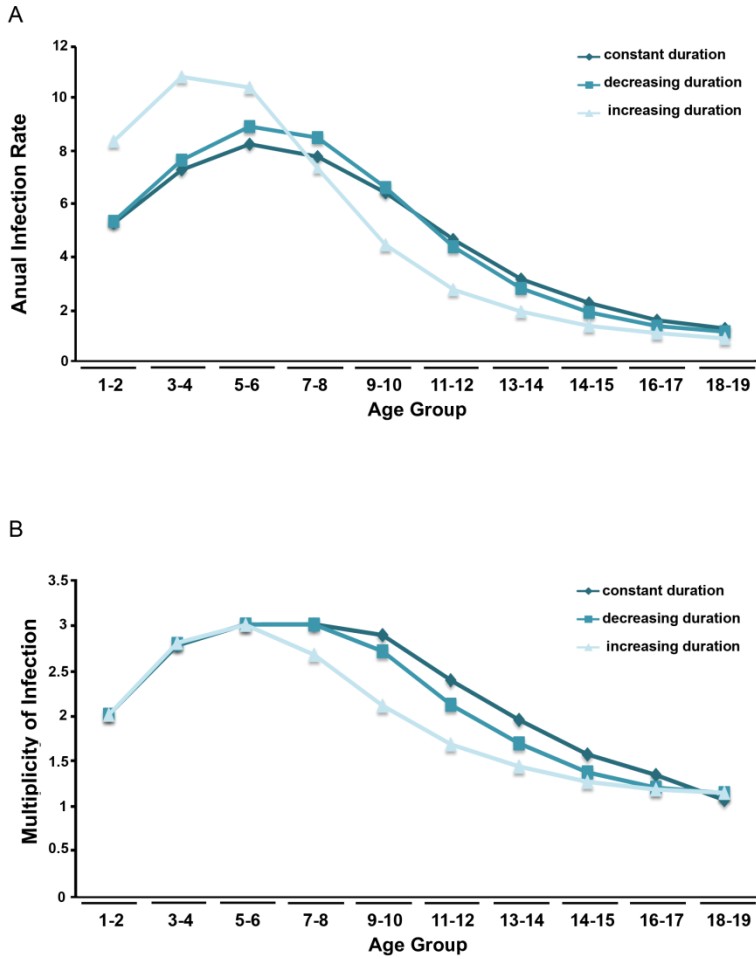 A
12
10
8
6
4
2
0
Anual Infection Rate
constant duration
decreasing duration
increasing duration
1-2 3-4 5-6 7-8 9-10 11-12 13-14 14-15 16-17 18-19
Age Group
B
3.5
3
2.5
2
1.5
1
0.5
0
Multiplicity of Infection
constant duration
decreasing duration
increasing duration
1-2 3-4 5-6 7-8 9-10 11-12 13-14 14-15 16-17 18-19
Age Group